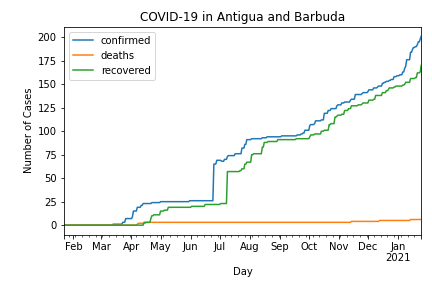 COVID-19 in Antigua and Barbuda
confirmed
deaths
recovered
Number of Cases
200
175
150
125
100
75
50
25
0
Feb Mar Apr May Jun Jul Aug Sep Oct Nov Dec Jan
2021
Day